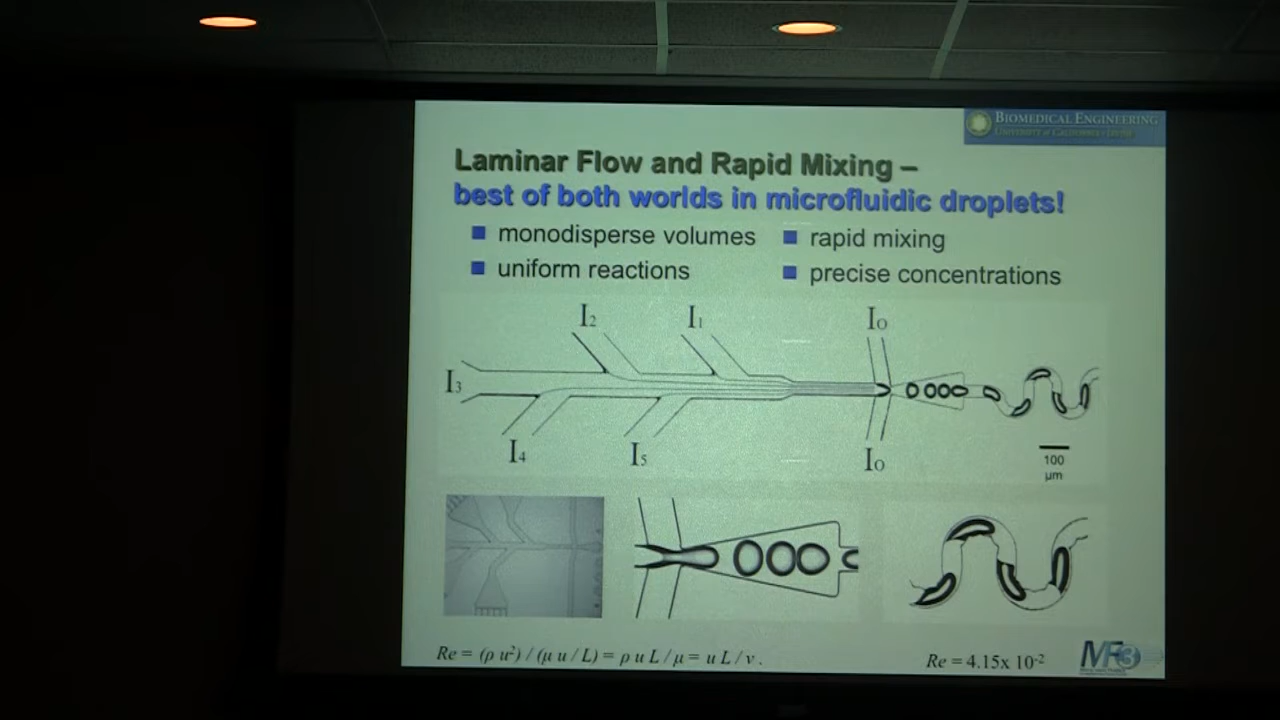 BIOMEDICAL ENGINEERING
UNIVERSITY of CALIFORNIA
Laminar Flow and Rapid Mixing –
best of both worlds in microfluidic droplets!
monodisperse volumes
rapid mixing
uniform reactions
precise concentrations
I₂ I₁ I₀
I₃
I₄ I₅ I₀
100
µm
Re = (ρ u²) / (μ u / L) = ρ u L / μ = u L / ν .
Re = 4.15x 10⁻²
MF3